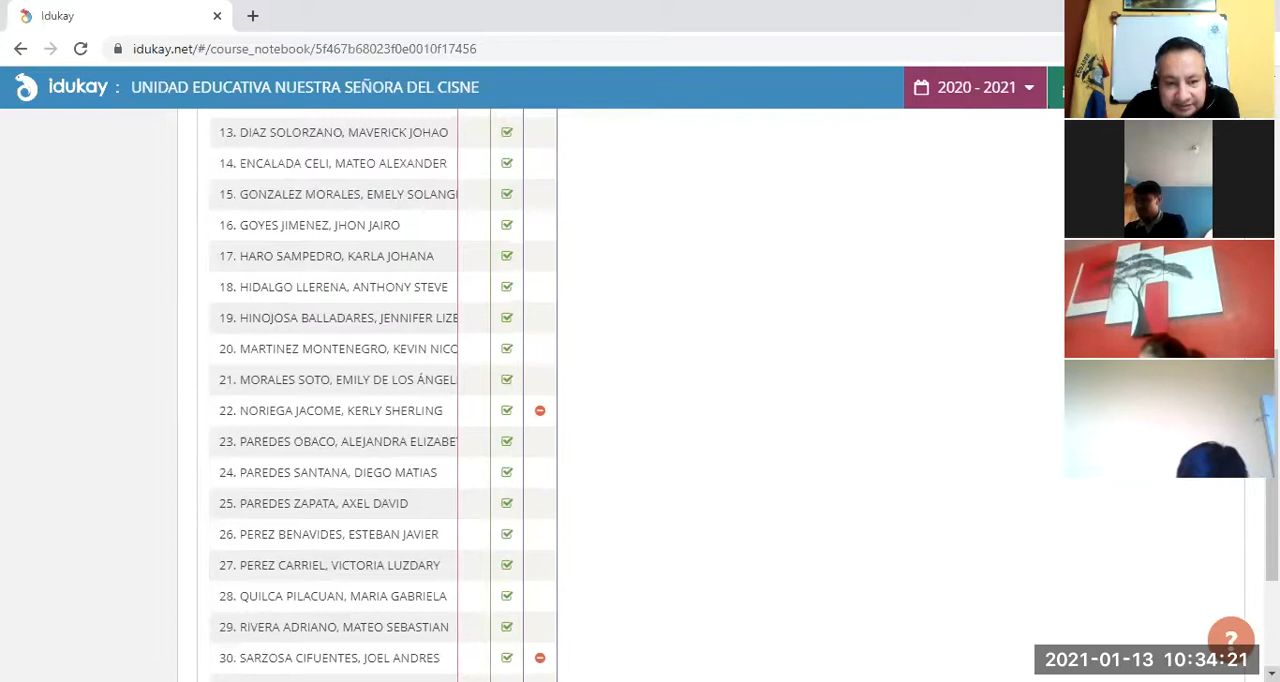 Idukay
idukay.net/#/course_notebook/5f467b68023f0e0010f17456
idukay : UNIDAD EDUCATIVA NUESTRA SEÑORA DEL CISNE
2020 - 2021
13. DIAZ SOLORZANO, MAVERICK JOHAO
14. ENCALADA CELI, MATEO ALEXANDER
15. GONZALEZ MORALES, EMELY SOLANG
16. GOYES JIMENEZ, JHON JAIRO
17. HARO SAMPEDRO, KARLA JOHANA
18. HIDALGO LLERENA, ANTHONY STEVE
19. HINOJOSA BALLADARES, JENNIFER LIZE
20. MARTINEZ MONTENEGRO, KEVIN NICO
21. MORALES SOTO, EMILY DE LOS ÁNGEL
22. NORIEGA JACOME, KERLY SHERLING
23. PAREDES OBACO, ALEJANDRA ELIZABE
24. PAREDES SANTANA, DIEGO MATIAS
25. PAREDES ZAPATA, AXEL DAVID
26. PEREZ BENAVIDES, ESTEBAN JAVIER
27. PEREZ CARRIEL, VICTORIA LUZDARY
28. QUILCA PILACUAN, MARIA GABRIELA
29. RIVERA ADRIANO, MATEO SEBASTIAN
30. SARZOSA CIFUENTES, JOEL ANDRES
?
2021-01-13 10:34:21